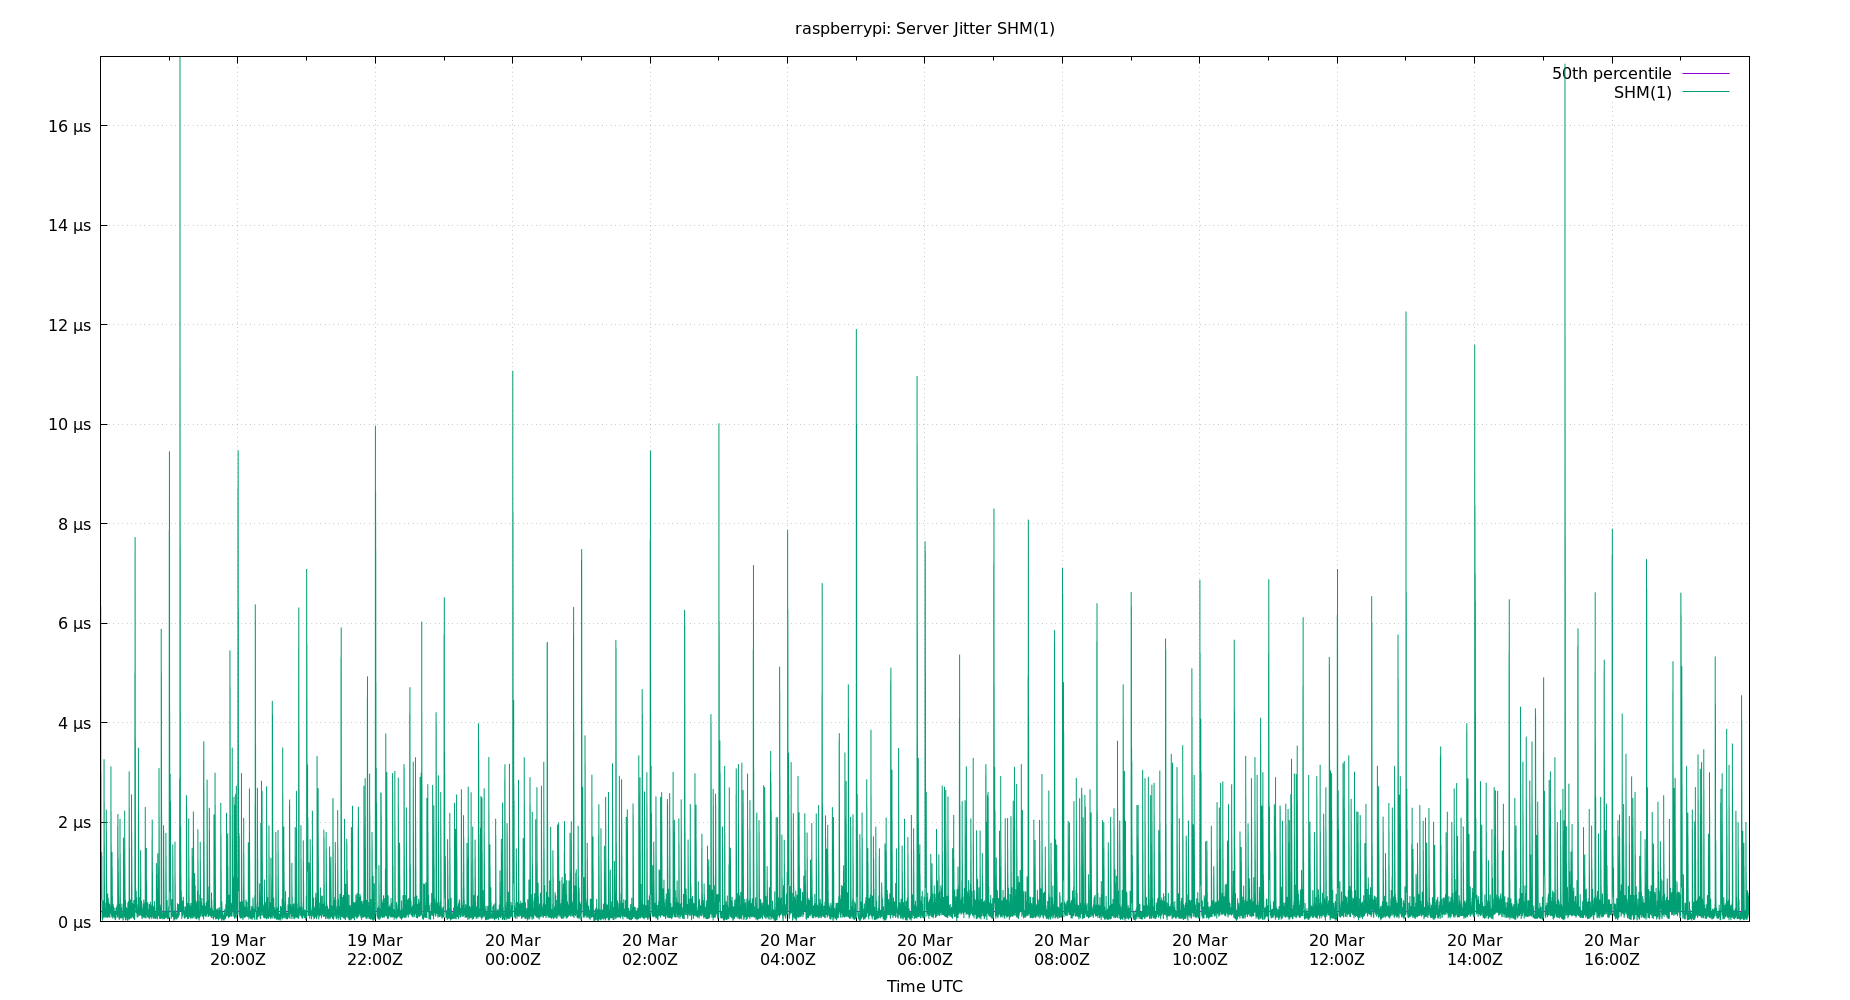 raspberrypi: Server Jitter SHM(1)
50th percentile
SHM(1)
16 µs
14 µs
12 µs
10 µs
8 µs
6 µs
4 µs
2 µs
0 µs
19 Mar 19 Mar 20 Mar 20 Mar 20 Mar 20 Mar 20 Mar 20 Mar 20 Mar 20 Mar 20 Mar
20:00Z 22:00Z 00:00Z 02:00Z 04:00Z 06:00Z 08:00Z 10:00Z 12:00Z 14:00Z 16:00Z
Time UTC